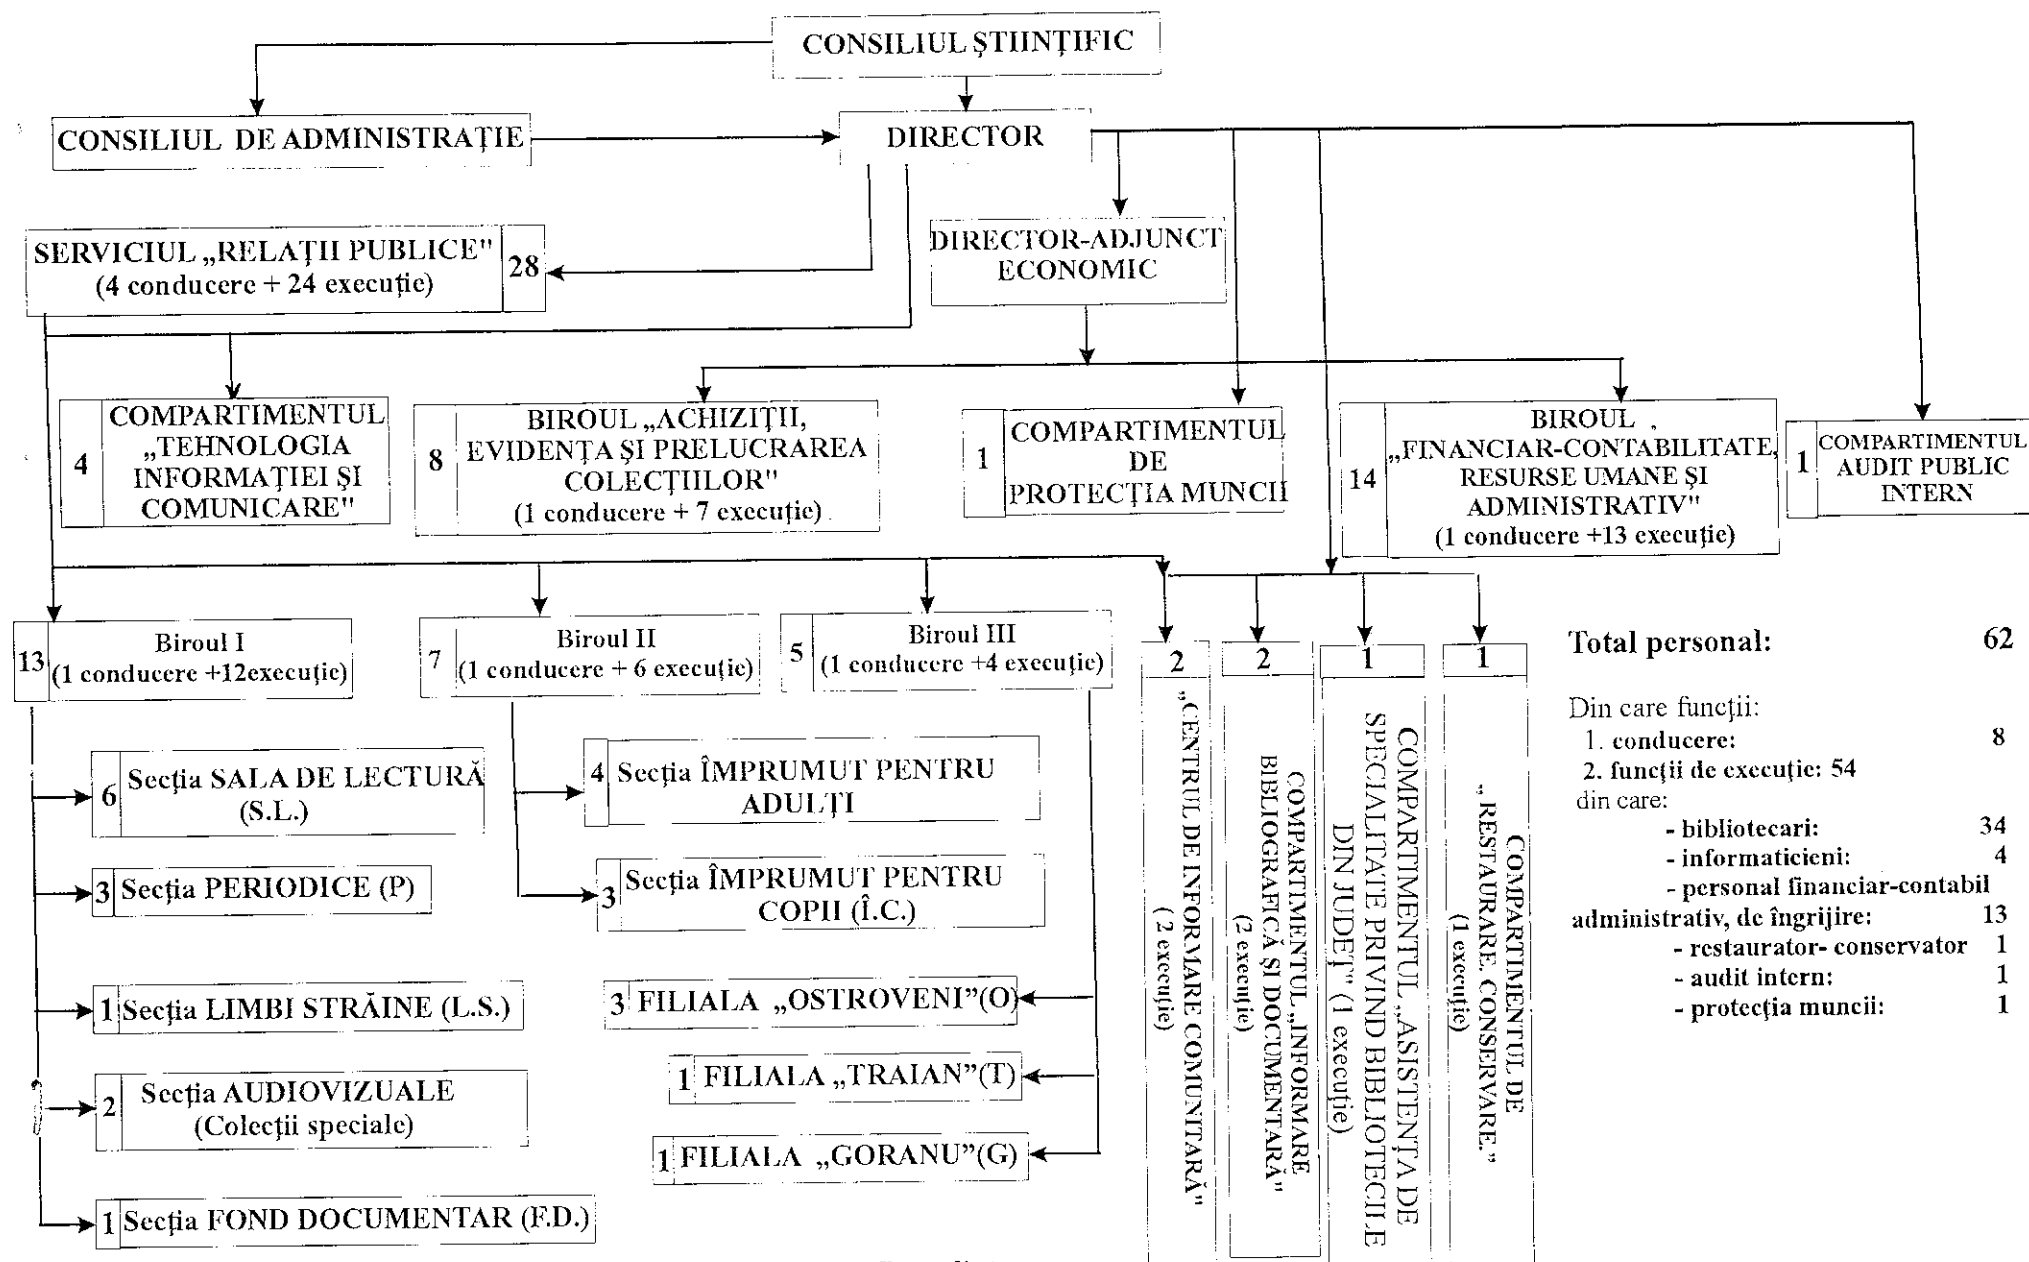 CONSILIUL ŞTIINŢIFIC
CONSILIUL DE ADMINISTRAŢIE
DIRECTOR
SERVICIUL „RELAŢII PUBLICE"
(4 conducere + 24 execuţie)
28
DIRECTOR-ADJUNCT
ECONOMIC
4
COMPARTIMENTUL
„TEHNOLOGIA
INFORMAŢIEI ŞI
COMUNICARE"
8
BIROUL „ACHIZIŢII,
EVIDENŢA ŞI PRELUCRAREA
COLECŢIILOR"
(1 conducere + 7 execuţie)
1
COMPARTIMENTUL
DE
PROTECŢIA MUNCII
14
BIROUL
„FINANCIAR-CONTABILITATE,
RESURSE UMANE ŞI
ADMINISTRATIV"
(1 conducere +13 execuţie)
1
COMPARTIMENTUL
AUDIT PUBLIC
INTERN
13
Biroul I
(1 conducere +12execuţie)
7
Biroul II
(1 conducere + 6 execuţie)
5
Biroul III
(1 conducere +4 execuţie)
6 Secţia SALA DE LECTURĂ
(S.L.)
3 Secţia PERIODICE (P)
1 Secţia LIMBI STRĂINE (L.S.)
2 Secţia AUDIOVIZUALE
(Colecţii speciale)
1 Secţia FOND DOCUMENTAR (F.D.)
4 Secţia ÎMPRUMUT PENTRU
ADULŢI
3 Secţia ÎMPRUMUT PENTRU
COPII (Î.C.)
3 FILIALA „OSTROVENI”(O)
1 FILIALA „TRAIAN”(T)
1 FILIALA „GORANU”(G)
2
„CENTRUL DE INFORMARE COMUNITARĂ"
(2 execuţie)
2
COMPARTIMENTUL „INFORMARE
BIBLIOGRAFICĂ ŞI DOCUMENTARĂ"
(2 execuţie)
1
COMPARTIMENTUL „ASISTENŢA DE
SPECIALITATE PRIVIND BIBLIOTECILE
DIN JUDEŢ" (1 execuţie)
1
COMPARTIMENTUL DE
„RESTAURARE, CONSERVARE"
(1 execuţie)
Total personal: 62
Din care funcţii:
1. conducere: 8
2. funcţii de execuţie: 54
din care:
- bibliotecari: 34
- informaticieni: 4
- personal financiar-contabil
administrativ, de îngrijire: 13
- restaurator- conservator 1
- audit intern: 1
- protecţia muncii: 1